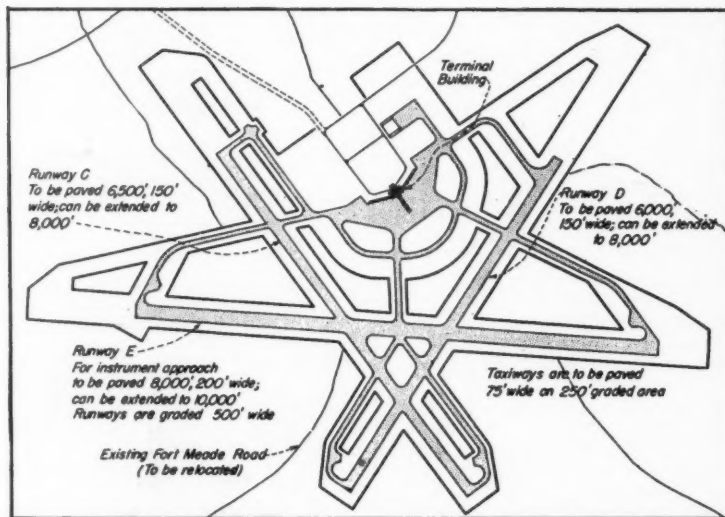 Terminal
Building
Runway C
To be paved 6,500', 150'
wide; can be extended to
8,000'
Runway D
To be paved 6,000,'
150' wide; can be extended
to 8,000'
Runway E
For instrument approach
to be paved 8,000', 200' wide;
can be extended to 10,000'
Runways are graded 500' wide
Taxiways are to be paved
75' wide on 250' graded area
Existing Fort Meade Road
(To be relocated)